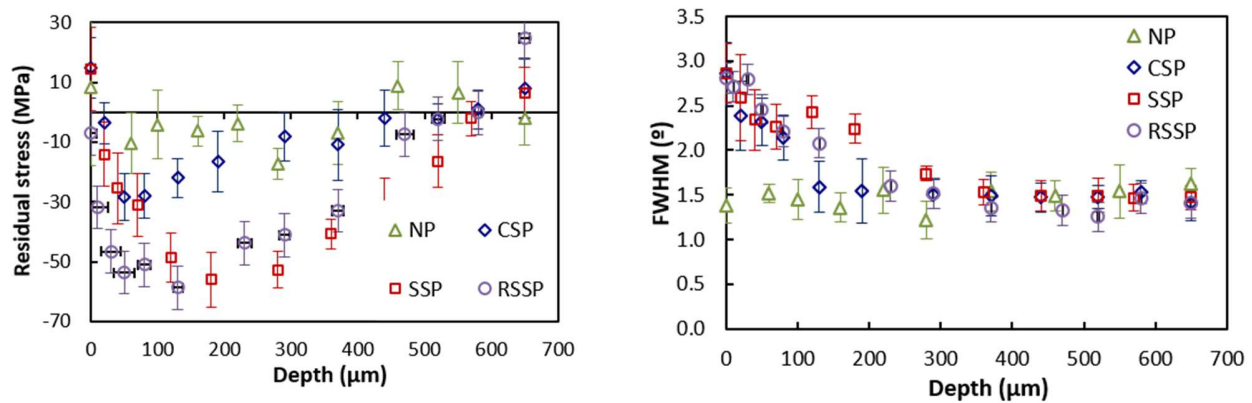 30
10
-10
-30
-50
-70
Residual stress (MPa)
NP
CSP
SSP
RSSP
0
100
200
300
400
500
600
700
Depth (µm)
3.5
3.0
2.5
2.0
1.5
1.0
0.5
0.0
FWHM (º)
NP
CSP
SSP
RSSP
0
100
200
300
400
500
600
700
Depth (µm)